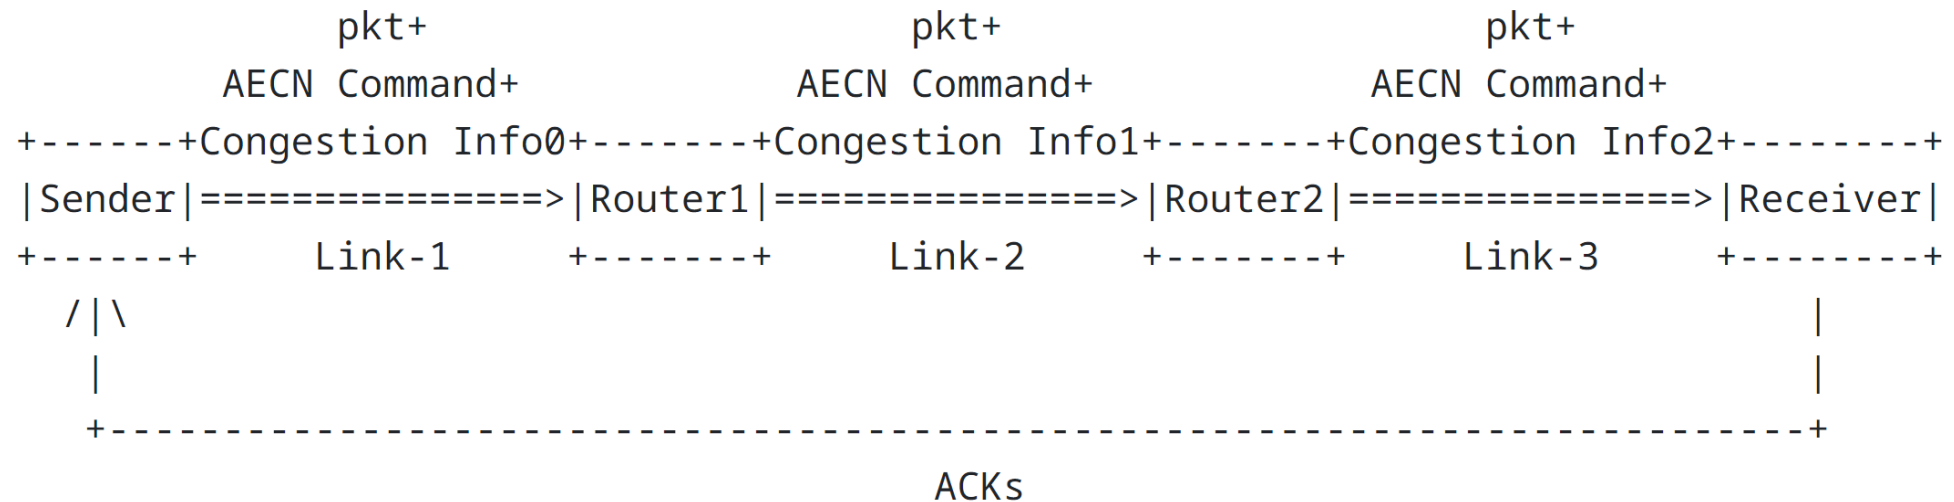 pkt+                     pkt+                     pkt+
         AECN Command+            AECN Command+            AECN Command+
+------+Congestion Info0+-------+Congestion Info1+-------+Congestion Info2+--------+
|Sender|===============>|Router1|===============>|Router2|===============>|Receiver|
+------+     Link-1     +-------+     Link-2     +-------+     Link-3     +--------+
  /|\                                                                         |
   |                                                                          |
   +--------------------------------------------------------------------------+
                                        ACKs